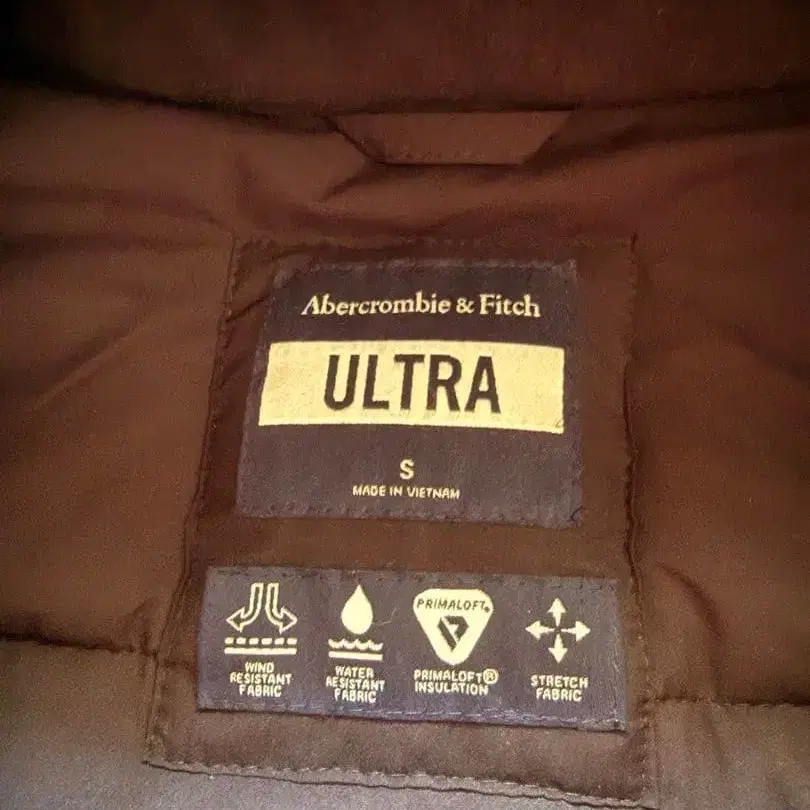 Abercrombie & Fitch
ULTRA
S
MADE IN VIETNAM
WIND
RESISTANT
FABRIC
WATER
RESISTANT
FABRIC
PRIMALOFT®
PRIMALOFT®
INSULATION
STRETCH
FABRIC